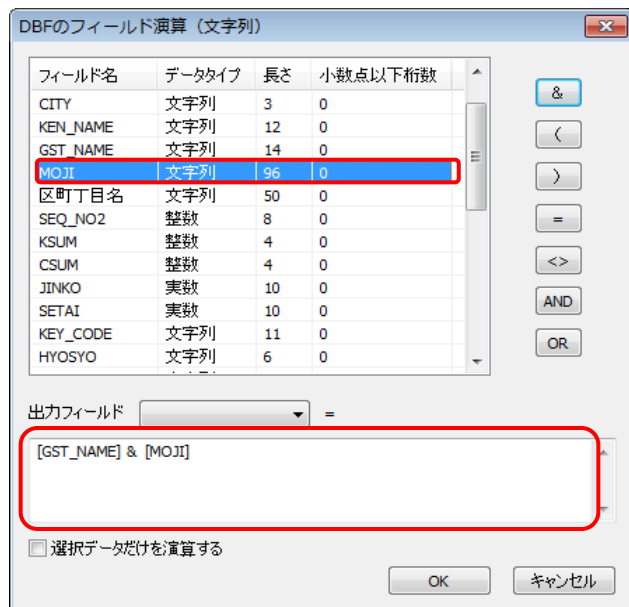 DBFのフィールド演算（文字列）
フィールド名 データタイプ 長さ 小数点以下桁数
CITY 文字列 3 0
KEN_NAME 文字列 12 0
GST_NAME 文字列 14 0
MOJI 文字列 96 0
区町丁目名 文字列 50 0
SEQ_NO2 整数 8 0
KSUM 整数 4 0
CSUM 整数 4 0
JINKO 実数 10 0
SETAI 実数 10 0
KEY_CODE 文字列 11 0
HYOSYO 文字列 6 0
&
(
)
=
<>
AND
OR
出力フィールド =
[GST_NAME] & [MOJI]
選択データだけを演算する
OK キャンセル